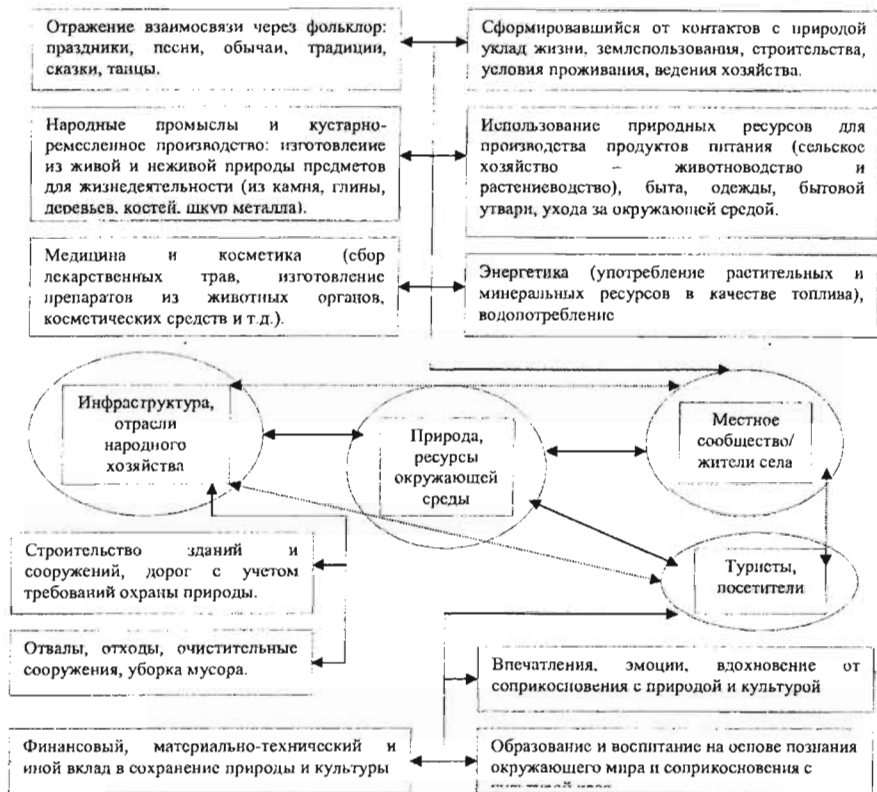 Отражение взаимосвязи через фольклор:
праздники, песни, обычаи, традиции,
сказки, танцы.
Сформировавшийся от контактов с природой
уклад жизни, землепользования, строительства,
условия проживания, ведения хозяйства.
Народные промыслы и кустарно-
ремесленное производство: изготовление
из живой и неживой природы предметов
для жизнедеятельности (из камня, глины,
деревьев, костей, шкур металла).
Использование природных ресурсов для
производства продуктов питания (сельское
хозяйство – животноводство и
растениеводство), быта, одежды, бытовой
утвари, ухода за окружающей средой.
Медицина и косметика (сбор
лекарственных трав, изготовление
препаратов из животных органов,
косметических средств и т.д.).
Энергетика (употребление растительных и
минеральных ресурсов в качестве топлива),
водопотребление
Инфраструктура,
отрасли
народного
хозяйства
Природа,
ресурсы
окружающей
среды
Местное
сообщество/
жители села
Туристы,
посетители
Строительство зданий и
сооружений, дорог с учетом
требований охраны природы.
Отвалы, отходы, очистительные
сооружения, уборка мусора.
Впечатления, эмоции, вдохновение от
соприкосновения с природой и культурой
Финансовый, материально-технический и
иной вклад в сохранение природы и культуры
Образование и воспитание на основе познания
окружающего мира и соприкосновения с